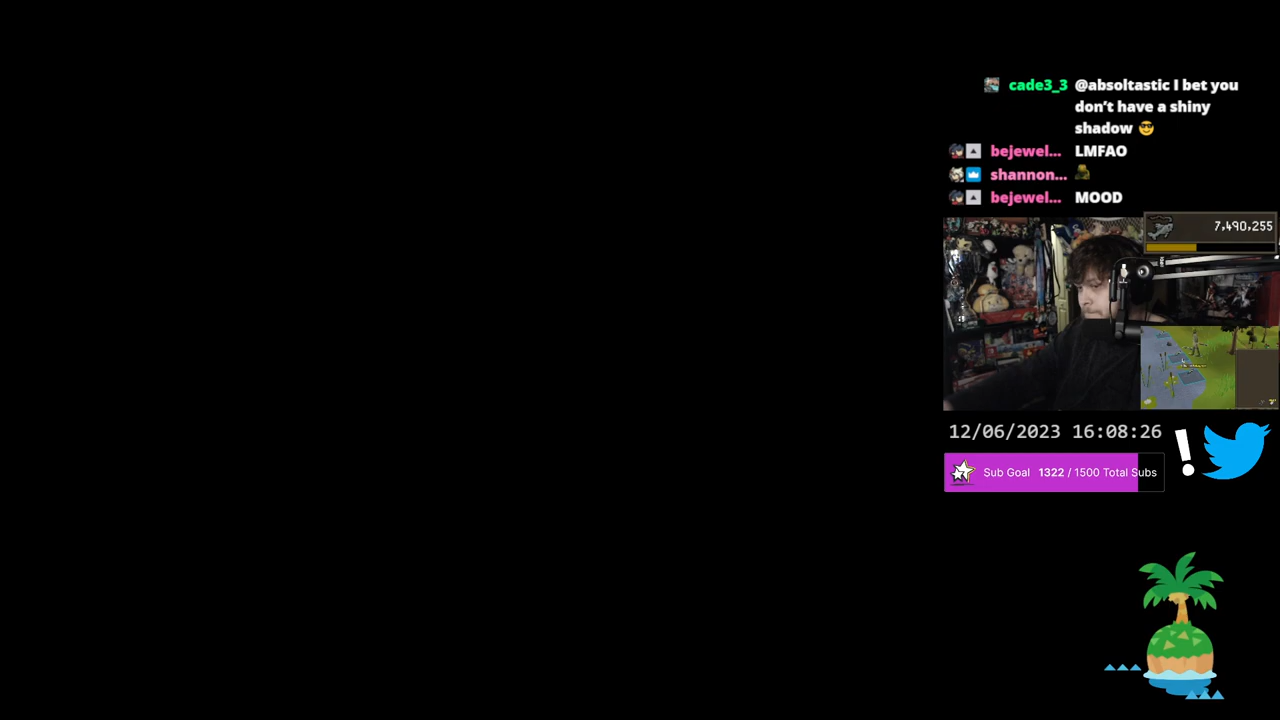 cade3_3 @absoltastic I bet you
don't have a shiny
shadow 😎
bejewel... LMFAO
shannon...
bejewel... MOOD
7,490,255
12/06/2023 16:08:26
!
Sub Goal 1322 / 1500 Total Subs